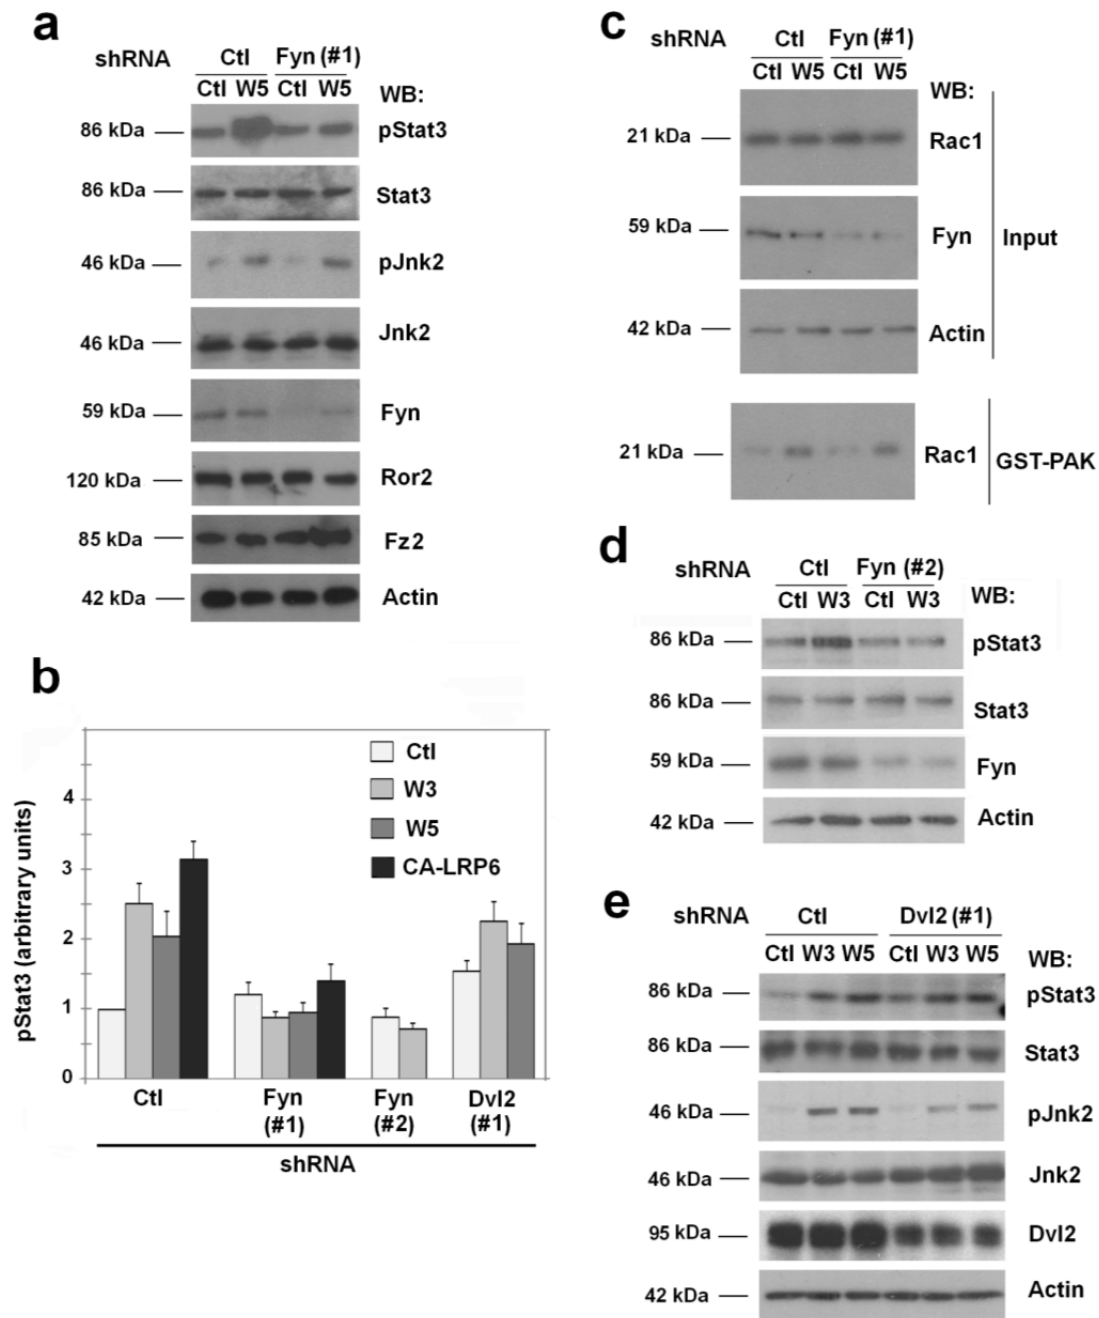 a
shRNA Ctl Fyn (#1)
Ctl W5 Ctl W5
WB:
86 kDa pStat3
86 kDa Stat3
46 kDa pJnk2
46 kDa Jnk2
59 kDa Fyn
120 kDa Ror2
85 kDa Fz2
42 kDa Actin
b
pStat3 (arbitrary units)
4
3
2
1
0
Ctl
W3
W5
CA-LRP6
Ctl Fyn (#1) Fyn (#2) Dvl2 (#1)
shRNA
c
shRNA Ctl Fyn (#1)
Ctl W5 Ctl W5
WB:
21 kDa Rac1
59 kDa Fyn
Input
42 kDa Actin
21 kDa Rac1
GST-PAK
d
shRNA Ctl Fyn (#2)
Ctl W3 Ctl W3
WB:
86 kDa pStat3
86 kDa Stat3
59 kDa Fyn
42 kDa Actin
e
shRNA Ctl Dvl2 (#1)
Ctl W3 W5 Ctl W3 W5
WB:
86 kDa pStat3
86 kDa Stat3
46 kDa pJnk2
46 kDa Jnk2
95 kDa Dvl2
42 kDa Actin